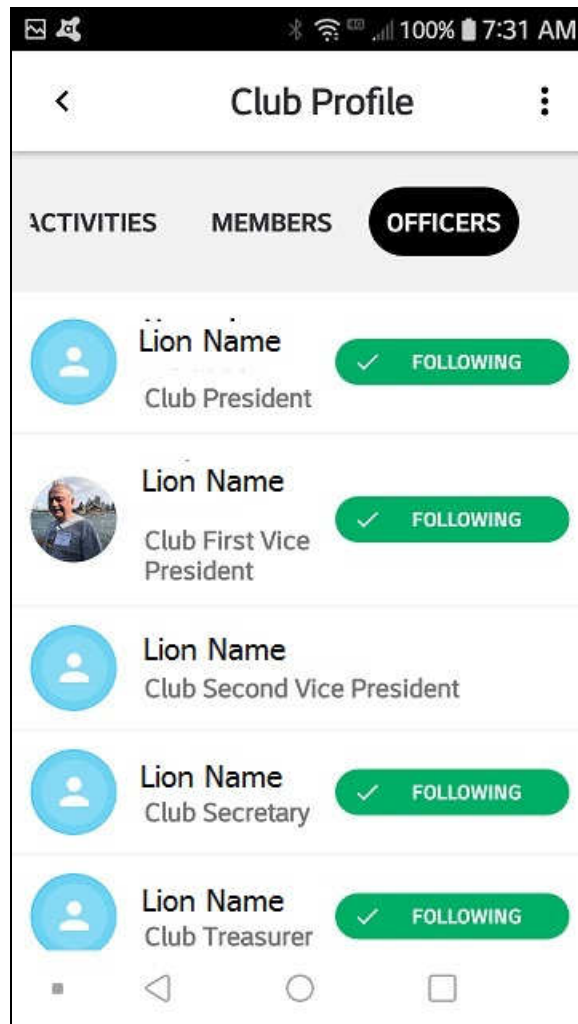 100% 7:31 AM
Club Profile
ACTIVITIES MEMBERS OFFICERS
Lion Name
FOLLOWING
Club President
Lion Name
FOLLOWING
Club First Vice
President
Lion Name
Club Second Vice President
Lion Name
FOLLOWING
Club Secretary
Lion Name
FOLLOWING
Club Treasurer